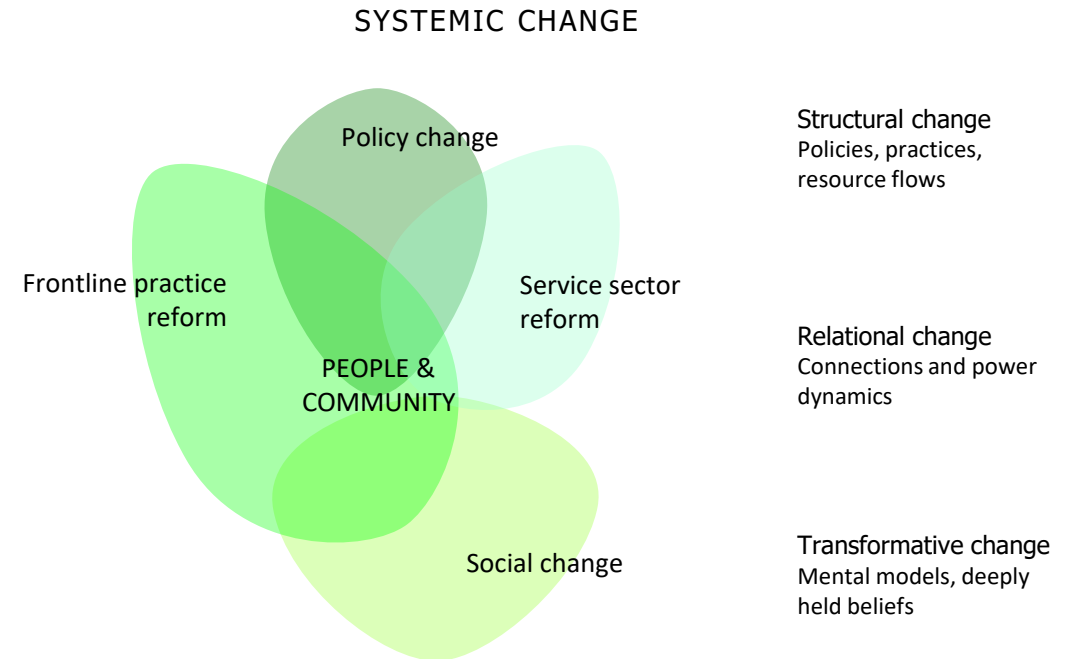 SYSTEMIC CHANGE
Policy change
Frontline practice
reform
Service sector
reform
PEOPLE &
COMMUNITY
Social change
Structural change
Policies, practices,
resource flows
Relational change
Connections and power
dynamics
Transformative change
Mental models, deeply
held beliefs